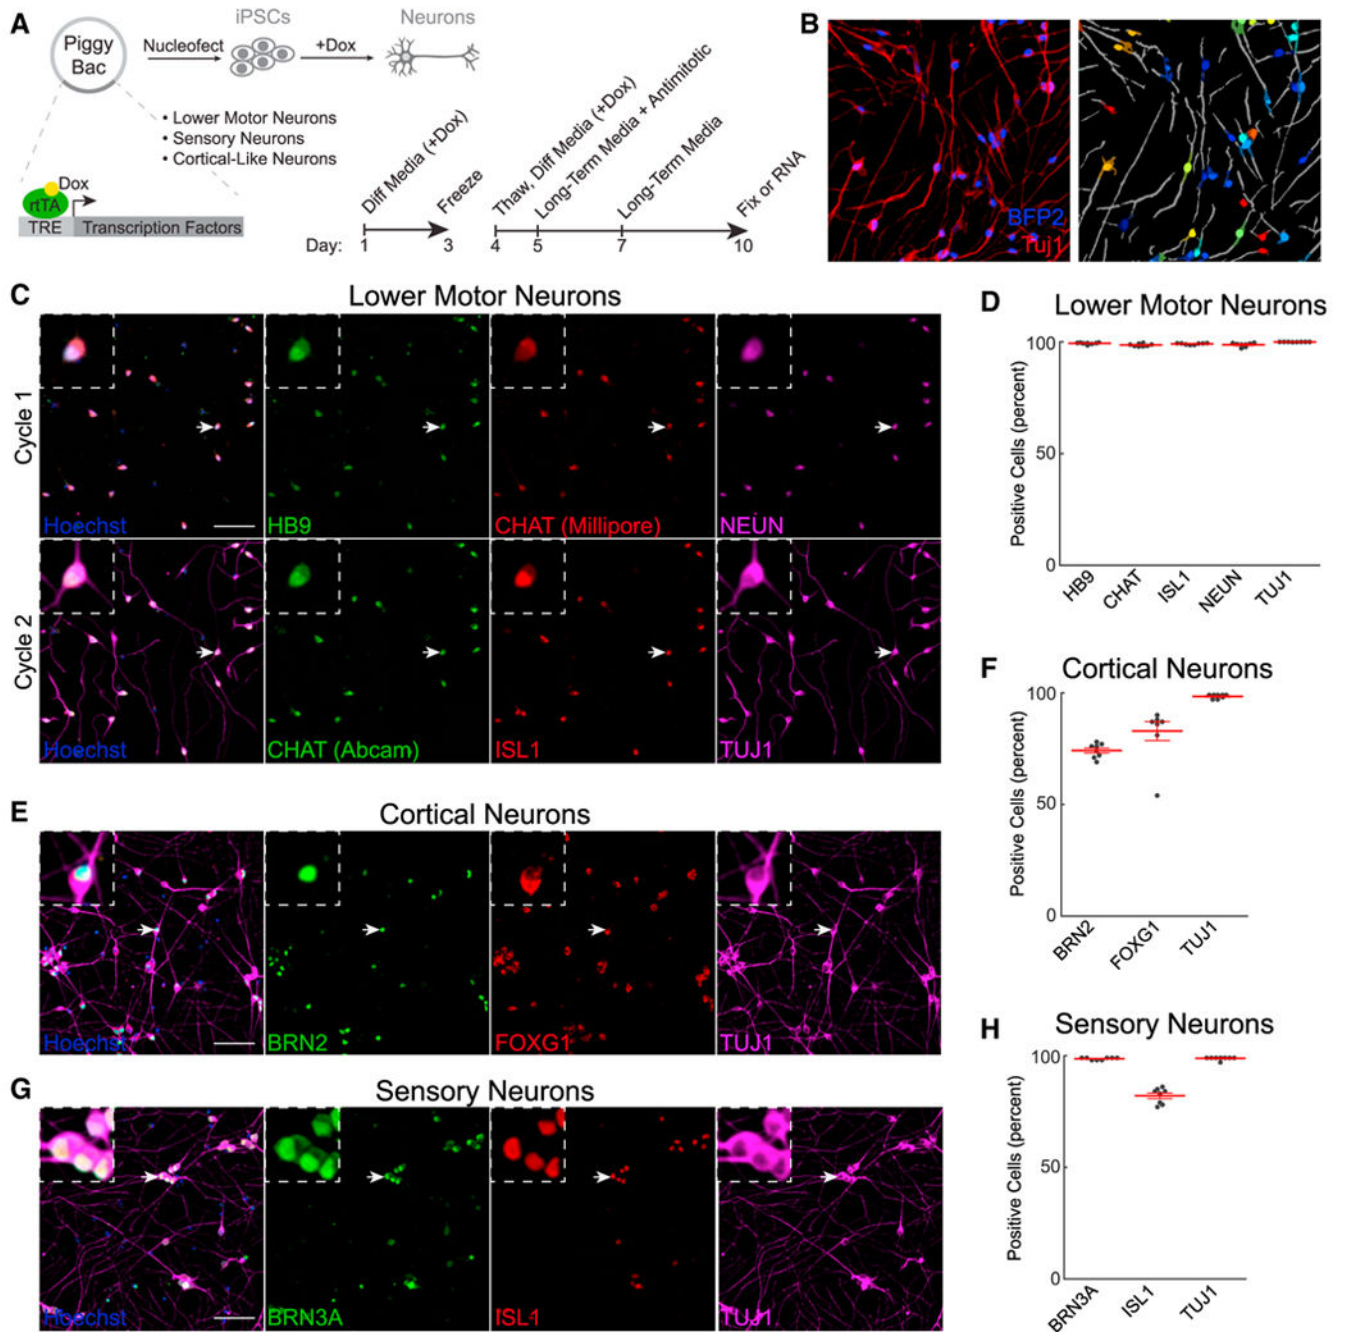 A
Piggy
Bac
Nucleofect
iPSCs
+Dox
Neurons
• Lower Motor Neurons
• Sensory Neurons
• Cortical-Like Neurons
Dox
rtTA
TRE
Transcription Factors
Diff Media (+Dox)
Freeze
Thaw, Diff Media (+Dox)
Long-Term Media + Antimitotic
Long-Term Media
Fix or RNA
Day: 1 3 4 5 7 10
B
BFP2
Tuj1
C
Lower Motor Neurons
Cycle 1
Hoechst
HB9
CHAT (Millipore)
NEUN
Cycle 2
Hoechst
CHAT (Abcam)
ISL1
TUJ1
D
Lower Motor Neurons
Positive Cells (percent)
100
50
0
HB9
CHAT
ISL1
NEUN
TUJ1
E
Cortical Neurons
Hoechst
BRN2
FOXG1
TUJ1
F
Cortical Neurons
Positive Cells (percent)
100
50
0
BRN2
FOXG1
TUJ1
G
Sensory Neurons
Hoechst
BRN3A
ISL1
TUJ1
H
Sensory Neurons
Positive Cells (percent)
100
50
0
BRN3A
ISL1
TUJ1